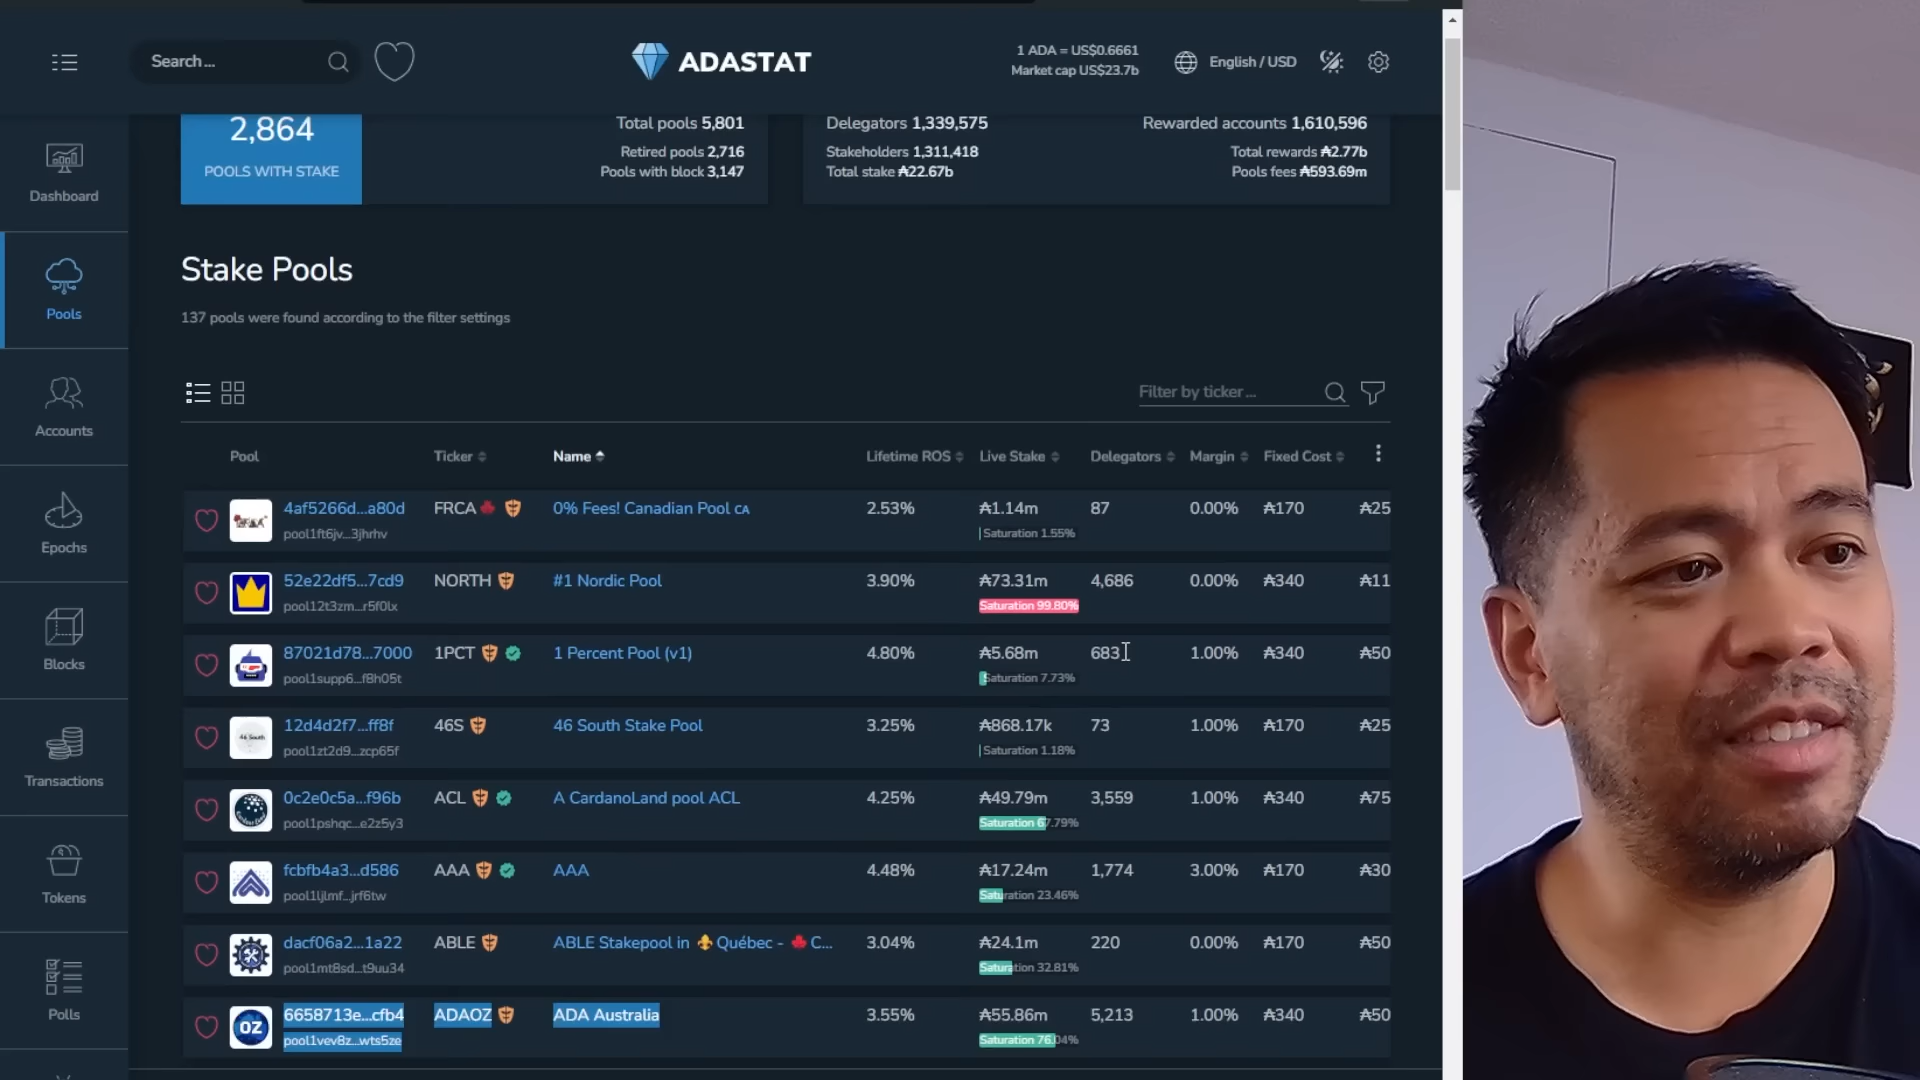 Search ...
ADASTAT
1 ADA = US$0.6661
Market cap US$23.7b
English / USD
Dashboard
Pools
Accounts
Epochs
Blocks
Transactions
Tokens
Polls
2,864
POOLS WITH STAKE
Total pools 5,801
Retired pools 2,716
Pools with block 3,147
Delegators 1,339,575
Stakeholders 1,311,418
Total stake ₳22.67b
Rewarded accounts 1,610,596
Total rewards ₳2.77b
Pools fees ₳593.69m
Stake Pools
137 pools were found according to the filter settings
Filter by ticker ...
Pool Ticker Name Lifetime ROS Live Stake Delegators Margin Fixed Cost
4af5266d...a80d FRCA 0% Fees! Canadian Pool ᴄᴀ 2.53% ₳1.14m 87 0.00% ₳170 ₳25
pool1ft6jv...3jhrhv Saturation 1.55%
52e22df5...7cd9 NORTH #1 Nordic Pool 3.90% ₳73.31m 4,686 0.00% ₳340 ₳11
pool12t3zm...r5f0lx Saturation 99.80%
87021d78...7000 1PCT 1 Percent Pool (v1) 4.80% ₳5.68m 683 1.00% ₳340 ₳50
pool1supp6...f8h05t Saturation 7.73%
12d4d2f7...ff8f 46S 46 South Stake Pool 3.25% ₳868.17k 73 1.00% ₳170 ₳25
pool1zt2d9...zcp65f Saturation 1.18%
0c2e0c5a...f96b ACL A CardanoLand pool ACL 4.25% ₳49.79m 3,559 1.00% ₳340 ₳75
pool1pshqc...e2z5y3 Saturation 67.79%
fcbfb4a3...d586 AAA AAA 4.48% ₳17.24m 1,774 3.00% ₳170 ₳30
pool1ljlmf...jrf6tw Saturation 23.46%
dacf06a2...1a22 ABLE ABLE Stakepool in ⚜️ Québec - 🍁 C... 3.04% ₳24.1m 220 0.00% ₳170 ₳50
pool1mt8sd...t9uu34 Saturation 32.81%
6658713e...cfb4 ADAOZ ADA Australia 3.55% ₳55.86m 5,213 1.00% ₳340 ₳50
pool1vev8z...wts5ze Saturation 76.04%
OZ